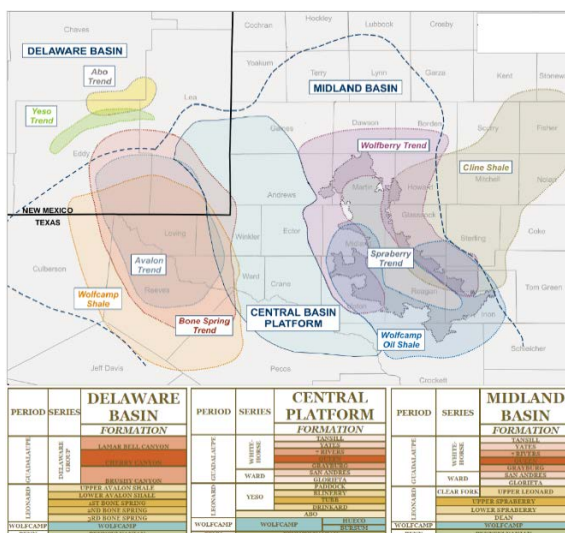 Hockley
Cochran
Lubbock
Crosby
Chaves
DELAWARE
BASIN
Yoakum
Terry
Lynn
Garza
Kent
Abo
Trend
Lea
MIDLAND
BASIN
Yeso
Trend
Gaines
Dawson
Borden
Scurry
Fisher
Eddy
Wolfberry Trend
Cline Shale
Andrews
Martin
Howard
Mitchell
Nolan
NEW MEXICO
TEXAS
Glasscock
Loving
Winkler
Ector
Sterling
Coke
Culberson
Avalon
Trend
Spraberry
Trend
Reeves
Ward
Crane
Reagan
Irion
Tom Green
Wolfcamp
Shale
Bone Spring
Trend
CENTRAL BASIN
PLATFORM
Wolfcamp
Oil Shale
Schleicher
Jeff Davis
Pecos
Crockett
PERIOD SERIES DELAWARE
BASIN
FORMATION
GUADALUPE
DELAWARE
GROUP
LAMAR BELL CANYON
CHERRY CANYON
BRUSHY CANYON
LEONARD
UPPER AVALON SHALE
LOWER AVALON SHALE
1ST BONE SPRING
2ND BONE SPRING
3RD BONE SPRING
WOLFCAMP WOLFCAMP
PERIOD SERIES CENTRAL
PLATFORM
FORMATION
GUADALUPE
WHITE-
HORSE
TANSILL
YATES
7 RIVERS
QUEEN
GRAYBURG
WARD
SAN ANDRES
GLORIETA
LEONARD
YESO
PADDOCK
BLINEBRY
TUBB
DRINKARD
ABO
WOLFCAMP WOLFCAMP HUECO
BURSUM
PERIOD SERIES MIDLAND
BASIN
FORMATION
GUADALUPE
WHITE-
HORSE
TANSILL
YATES
7 RIVERS
QUEEN
GRAYBURG
WARD
SAN ANDRES
GLORIETA
LEONARD
CLEAR FORK UPPER LEONARD
UPPER SPRABERRY
LOWER SPRABERRY
DEAN
WOLFCAMP WOLFCAMP